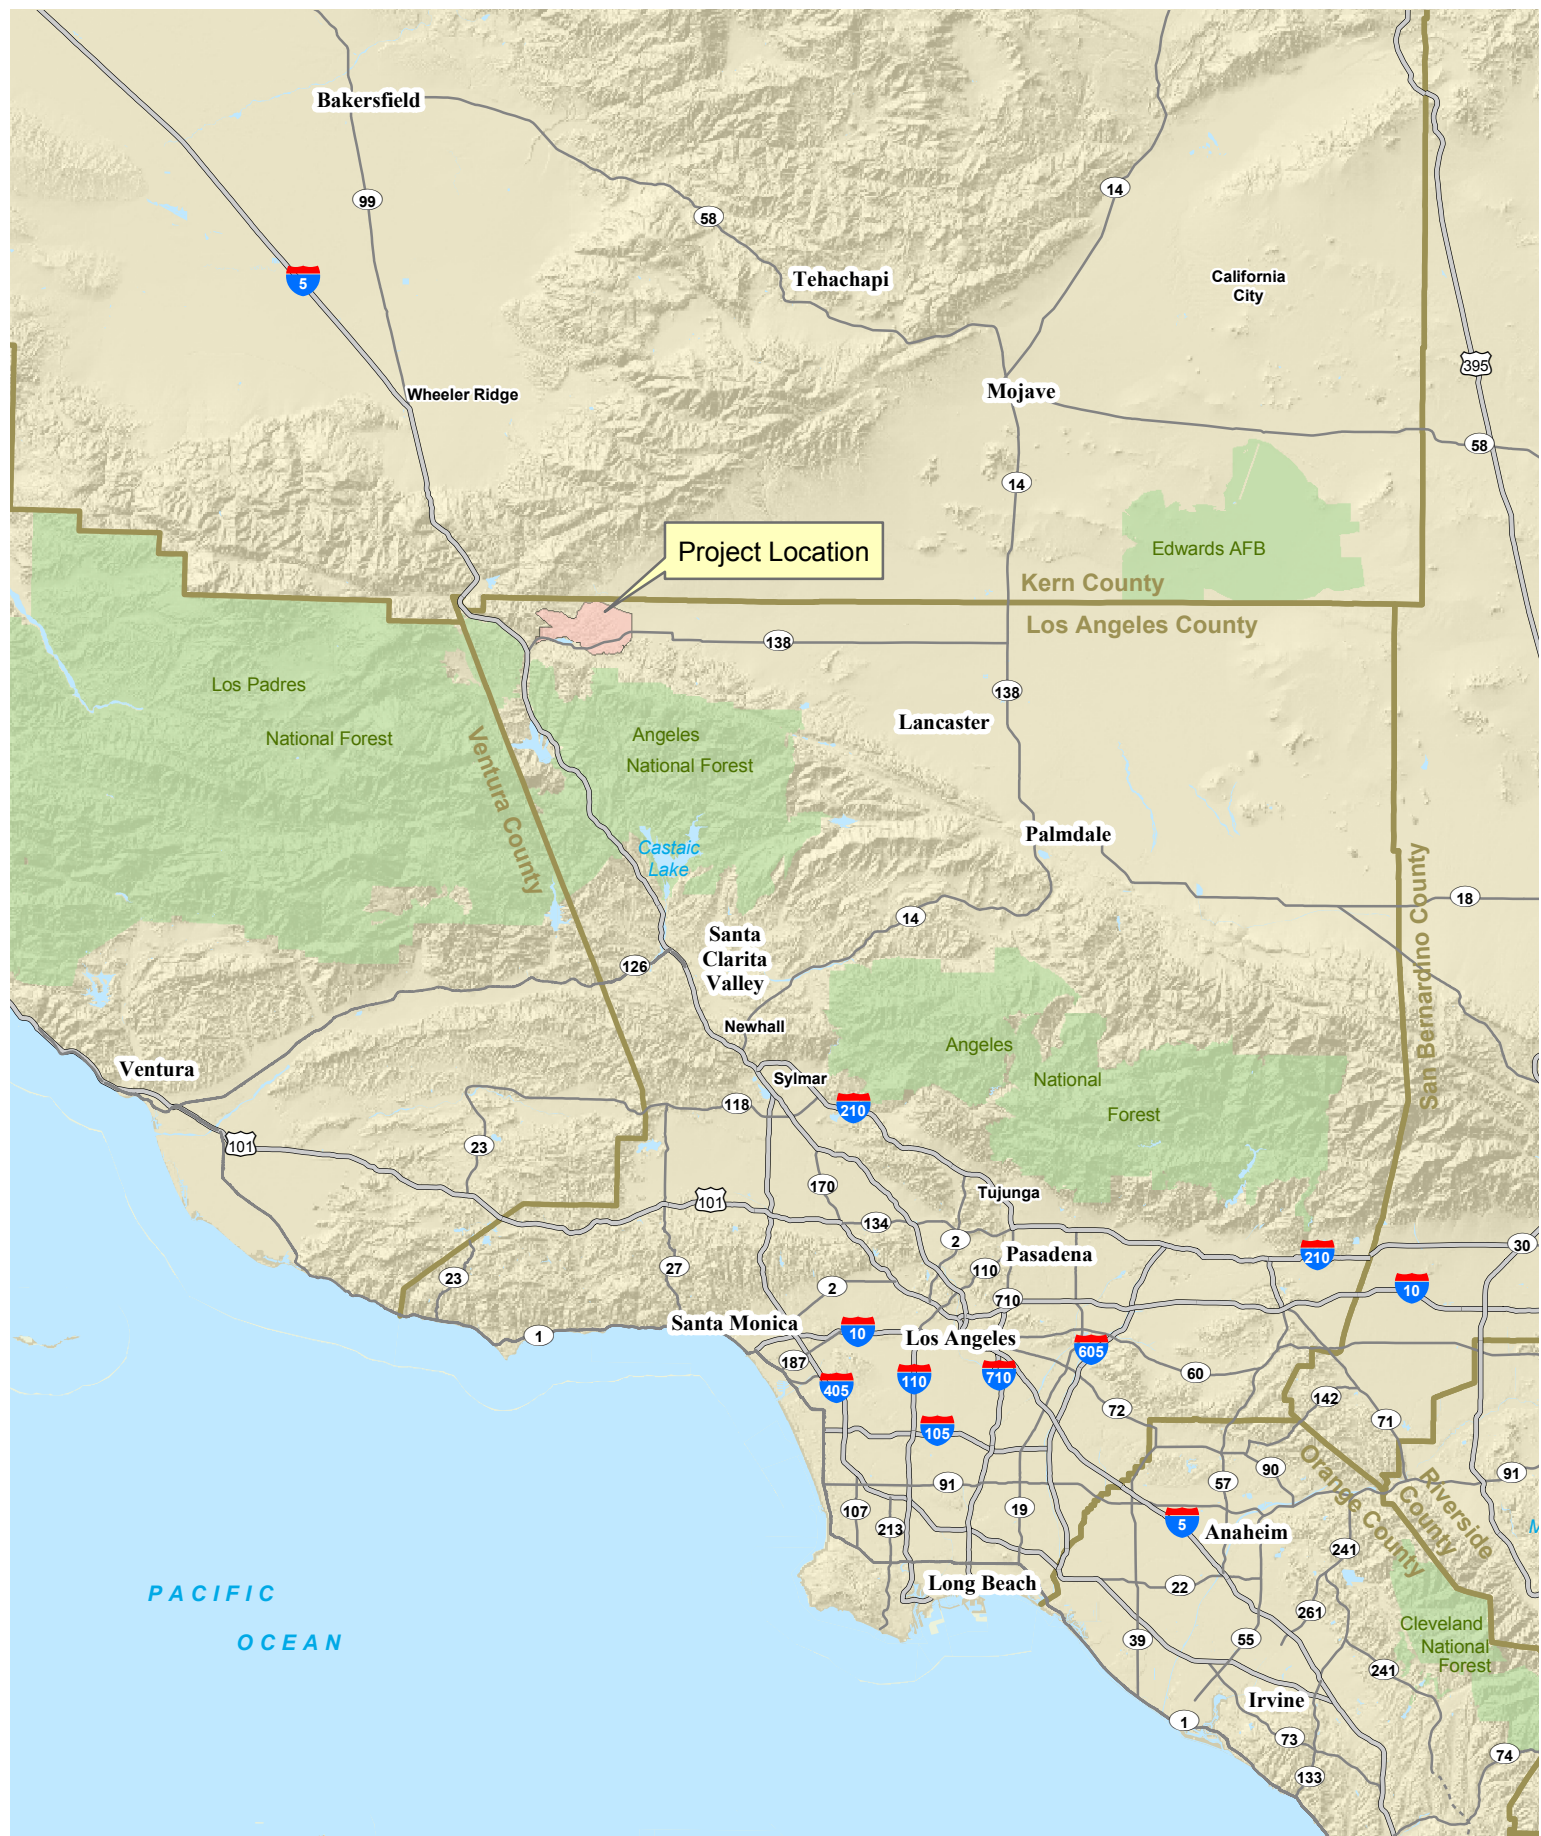 Bakersfield
99
14
58
5
Tehachapi
California
City
395
Wheeler Ridge
Mojave
58
14
Project Location
Edwards AFB
Kern County
Los Angeles County
138
Los Padres
National Forest
138
Lancaster
Angeles
National Forest
Ventura County
Palmdale
Castaic
Lake
18
14
San Bernardino County
Santa
Clarita
Valley
126
Newhall
Angeles
National
Forest
Ventura
Sylmar
118
210
101
23
170
Tujunga
101
134
2
Pasadena
210
30
27
23
110
2
710
10
Santa Monica
1
10
Los Angeles
605
187
405
110
710
60
142
72
71
105
Orange County
Riverside
County
91
57
90
91
107
19
213
5
Anaheim
241
M
Long Beach
22
PACIFIC
OCEAN
261
Cleveland
National
Forest
39
55
241
Irvine
1
73
74
133